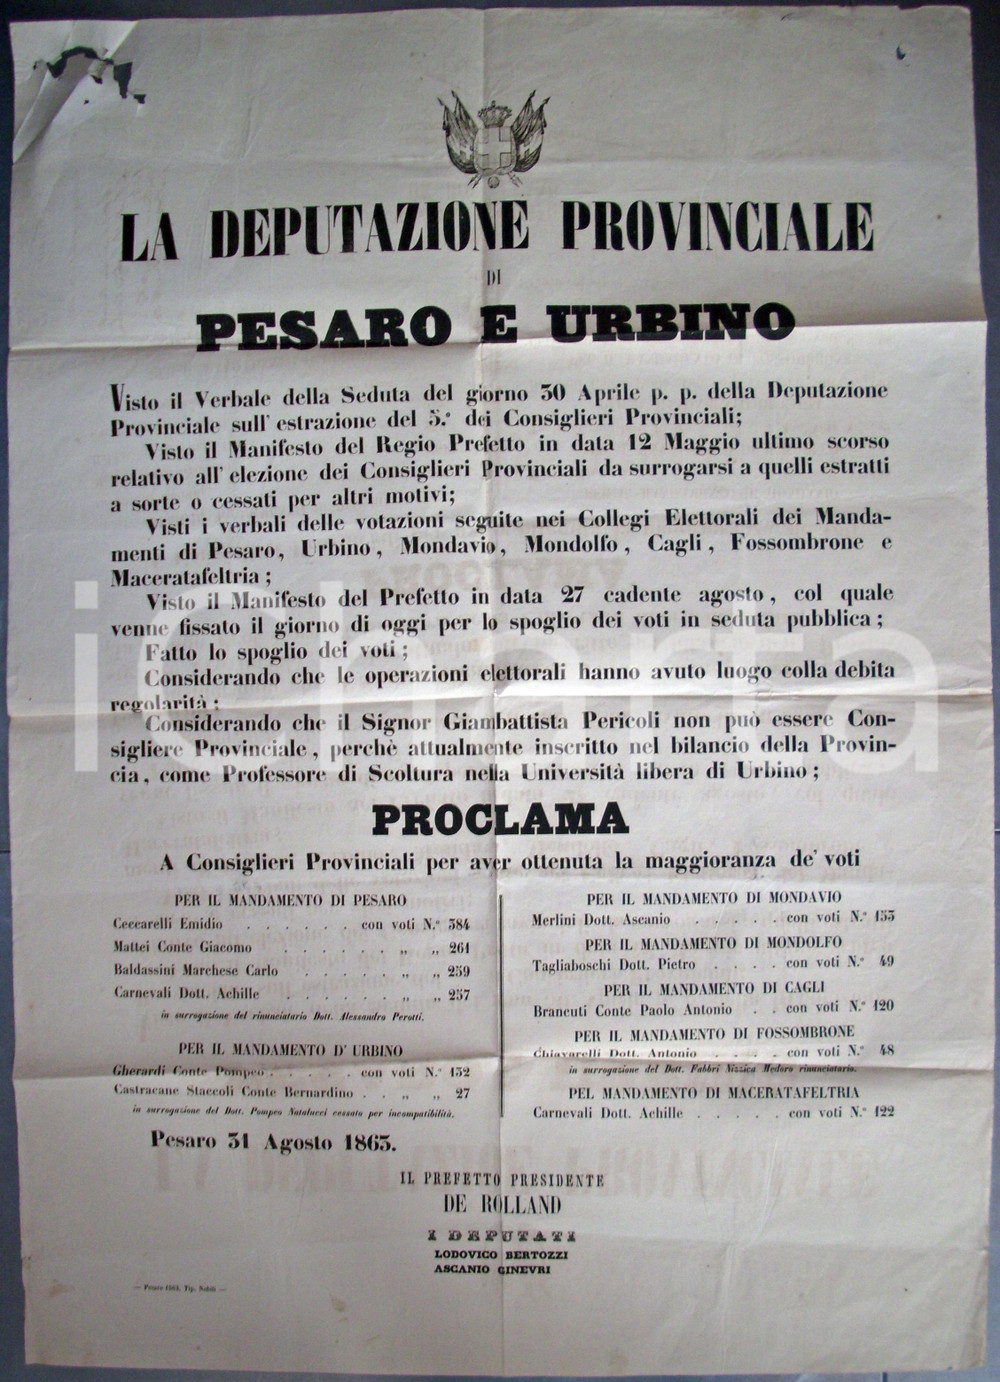 LA DEPUTAZIONE PROVINCIALE
DI
PESARO E URBINO
Visto il Verbale della Seduta del giorno 30 Aprile p. p. della Deputazione
Provinciale sull' estrazione del 5.° dei Consiglieri Provinciali;
Visto il Manifesto del Regio Prefetto in data 12 Maggio ultimo scorso
relativo all' elezione dei Consiglieri Provinciali da surrogarsi a quelli estratti
a sorte o cessati per altri motivi;
Visti i verbali delle votazioni seguite nei Collegi Elettorali dei Manda-
menti di Pesaro, Urbino, Mondavio, Mondolfo, Cagli, Fossombrone e
Maceratafeltria;
Visto il Manifesto del Prefetto in data 27 cadente agosto, col quale
venne fissato il giorno di oggi per lo spoglio dei voti in seduta pubblica;
Fatto lo spoglio dei voti;
Considerando che le operazioni elettorali hanno avuto luogo colla debita
regolarità;
Considerando che il Signor Giambattista Pericoli non può essere Con-
sigliere Provinciale, perchè attualmente inscritto nel bilancio della Provin-
cia, come Professore di Scoltura nella Università libera di Urbino;
PROCLAMA
A Consiglieri Provinciali per aver ottenuta la maggioranza de' voti
PER IL MANDAMENTO DI PESARO
Ceccarelli Emidio . . . . . . con voti N.° 384
Mattei Conte Giacomo . . . . . . „ „ 261
Baldassini Marchese Carlo . . . . . „ „ 259
Carnevali Dott. Achille . . . . . . „ „ 257
in surrogazione del rinunciatario Dott. Alessandro Perotti.
PER IL MANDAMENTO D' URBINO
Gherardi Conte Pompeo . . . . . con voti N.° 152
Castracane Staccoli Conte Bernardino . . „ „ 27
in surrogazione del Dott. Pompeo Natalucci cessato per incompatibilità.
PER IL MANDAMENTO DI MONDAVIO
Merlini Dott. Ascanio . . . . . con voti N.° 155
PER IL MANDAMENTO DI MONDOLFO
Tagliaboschi Dott. Pietro . . . . con voti N.° 49
PER IL MANDAMENTO DI CAGLI
Brancuti Conte Paolo Antonio . . con voti N.° 120
PER IL MANDAMENTO DI FOSSOMBRONE
Chiavarelli Dott. Antonio . . . . con voti N.° 48
in surrogazione del Dott. Fabbri Nizzica Medoro rinunciatario.
PEL MANDAMENTO DI MACERATAFELTRIA
Carnevali Dott. Achille . . . . . con voti N.° 122
Pesaro 31 Agosto 1863.
IL PREFETTO PRESIDENTE
DE ROLLAND
I DEPUTATI
LODOVICO BERTOZZI
ASCANIO GINEVRI
— Pesaro 1863, Tip. Nobili —